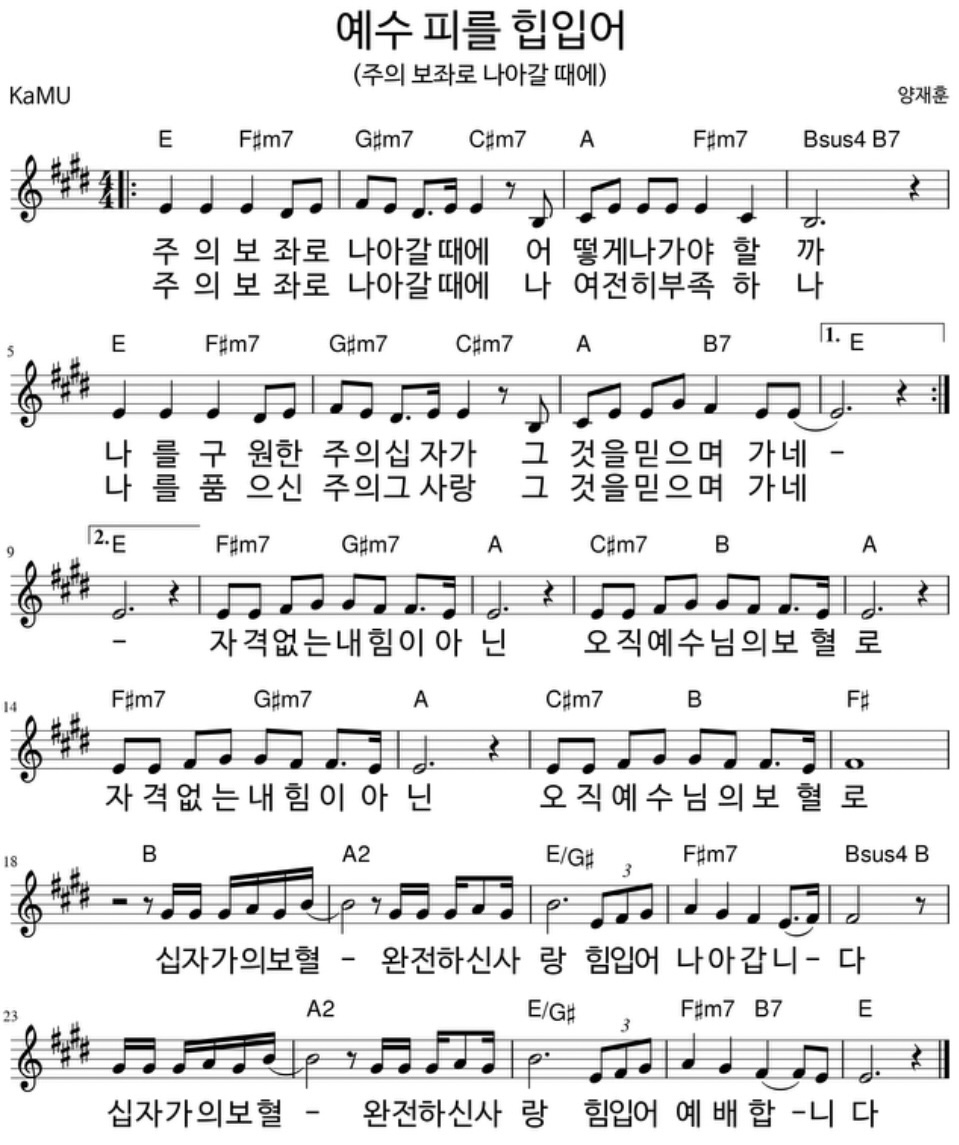 예수 피를 힘입어
(주의 보좌로 나아갈 때에)
KaMU 양재훈
E F♯m7 G♯m7 C♯m7 A F♯m7 Bsus4 B7
주 의 보 좌로 나아갈 때에 어 떻게나가야 할 까
주 의 보 좌로 나아갈 때에 나 여전히부족 하 나
5 E F♯m7 G♯m7 C♯m7 A B7 1. E
나 를 구 원한 주의십 자가 그 것을믿으며 가네 -
나 를 품 으신 주의그 사랑 그 것을믿으며 가네
9 2. E F♯m7 G♯m7 A C♯m7 B A
- 자격없는내힘이 아 닌 오직예수님의보 혈 로
14 F♯m7 G♯m7 A C♯m7 B F♯
자 격 없 는 내 힘 이 아 닌 오 직 예 수 님 의 보 혈 로
18 B A2 E/G♯ 3 F♯m7 Bsus4 B
십자가의보혈 - 완전하신사 랑 힘입어 나아갑니- 다
23 A2 E/G♯ 3 F♯m7 B7 E
십자가의보혈 - 완전하신사 랑 힘입어 예 배 합 -니 다